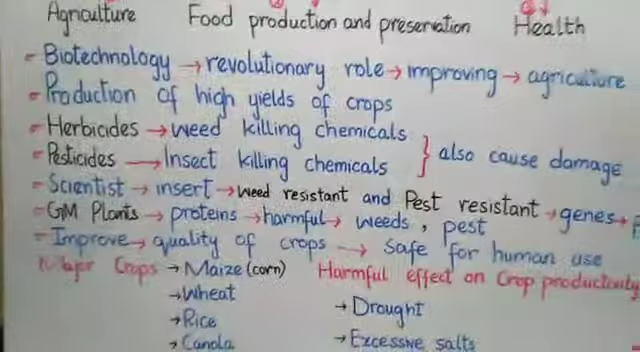 Agriculture Food production and preservation Health
Biotechnology → revolutionary role → improving → agriculture
Production of high yields of crops
Herbicides → weed killing chemicals
Pesticides → Insect killing chemicals } also cause damage
Scientist → insert → weed resistant and Pest resistant → genes →
GM Plants → proteins → harmful → weeds, pest
Improve → quality of crops → Safe for human use
Major Crops → Maize (corn) Harmful effect on Crop productivity
→ Wheat
→ Drought
→ Rice
→ Canola → Excessive salts